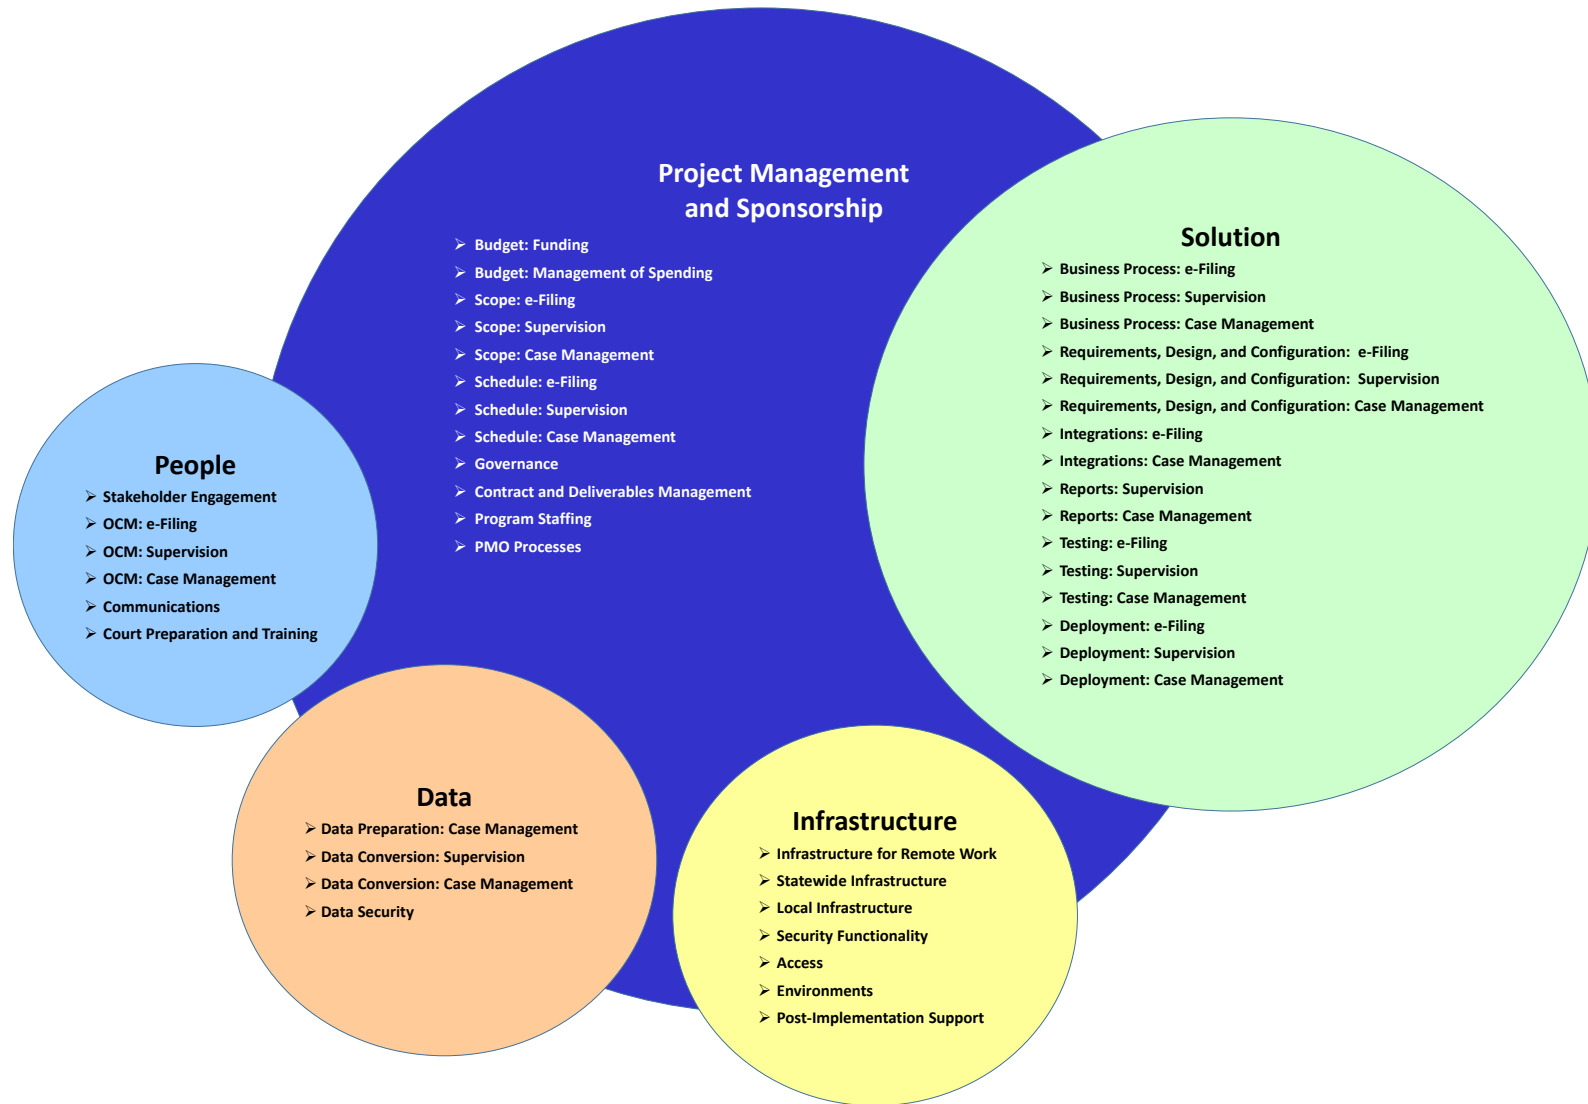 Project Management
and Sponsorship
➢ Budget: Funding
➢ Budget: Management of Spending
➢ Scope: e-Filing
➢ Scope: Supervision
➢ Scope: Case Management
➢ Schedule: e-Filing
➢ Schedule: Supervision
➢ Schedule: Case Management
➢ Governance
➢ Contract and Deliverables Management
➢ Program Staffing
➢ PMO Processes
Solution
➢ Business Process: e-Filing
➢ Business Process: Supervision
➢ Business Process: Case Management
➢ Requirements, Design, and Configuration:  e-Filing
➢ Requirements, Design, and Configuration:  Supervision
➢ Requirements, Design, and Configuration: Case Management
➢ Integrations: e-Filing
➢ Integrations: Case Management
➢ Reports: Supervision
➢ Reports: Case Management
➢ Testing: e-Filing
➢ Testing: Supervision
➢ Testing: Case Management
➢ Deployment: e-Filing
➢ Deployment: Supervision
➢ Deployment: Case Management
People
➢ Stakeholder Engagement
➢ OCM: e-Filing
➢ OCM: Supervision
➢ OCM: Case Management
➢ Communications
➢ Court Preparation and Training
Data
➢ Data Preparation: Case Management
➢ Data Conversion: Supervision
➢ Data Conversion: Case Management
➢ Data Security
Infrastructure
➢ Infrastructure for Remote Work
➢ Statewide Infrastructure
➢ Local Infrastructure
➢ Security Functionality
➢ Access
➢ Environments
➢ Post-Implementation Support